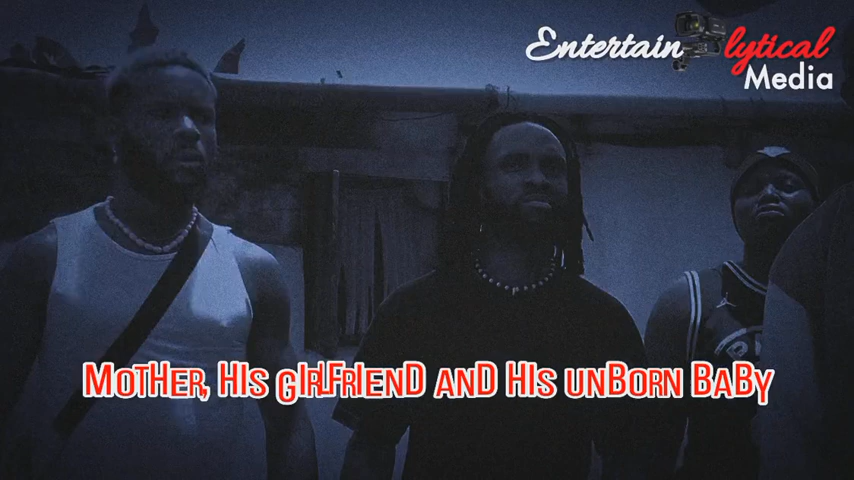 Entertain lytical
Media
MOTHER, HIS GIRLFRIEND AND HIS UNBORN BABY